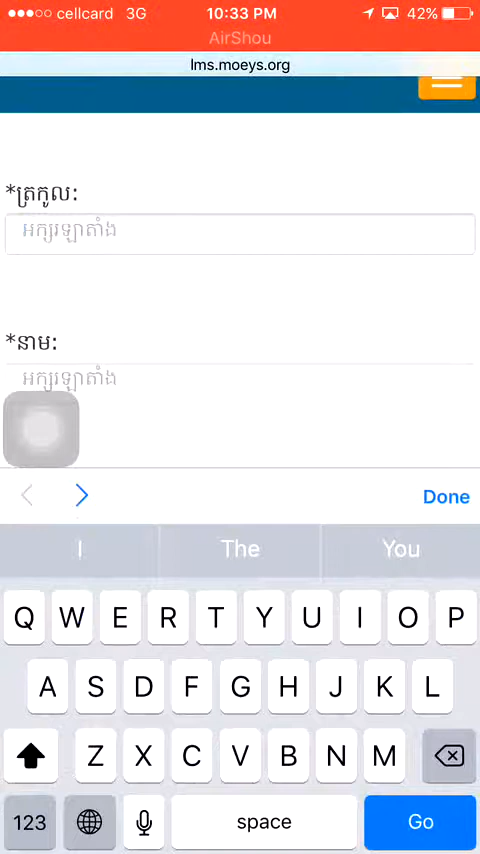 cellcard 3G 10:33 PM 42%
AirShou
lms.moeys.org
*ត្រកូល:
អក្សរឡាតាំង
*នាម:
អក្សរឡាតាំង
Done
I The You
Q W E R T Y U I O P
A S D F G H J K L
Z X C V B N M
123 space Go